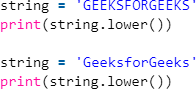 string = 'GEEKSFORGEEKS'
print(string.lower())
string = 'GeeksforGeeks'
print(string.lower())